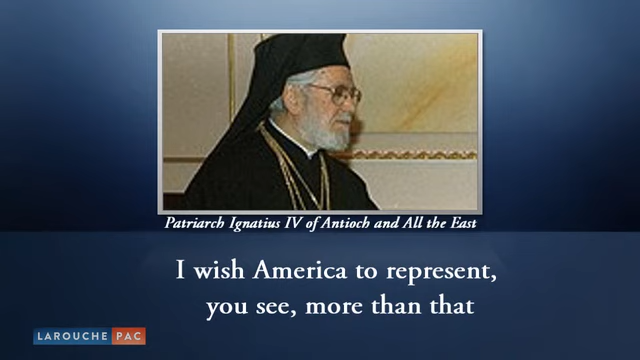 Patriarch Ignatius IV of Antioch and All the East
I wish America to represent,
you see, more than that
LAROUCHE PAC